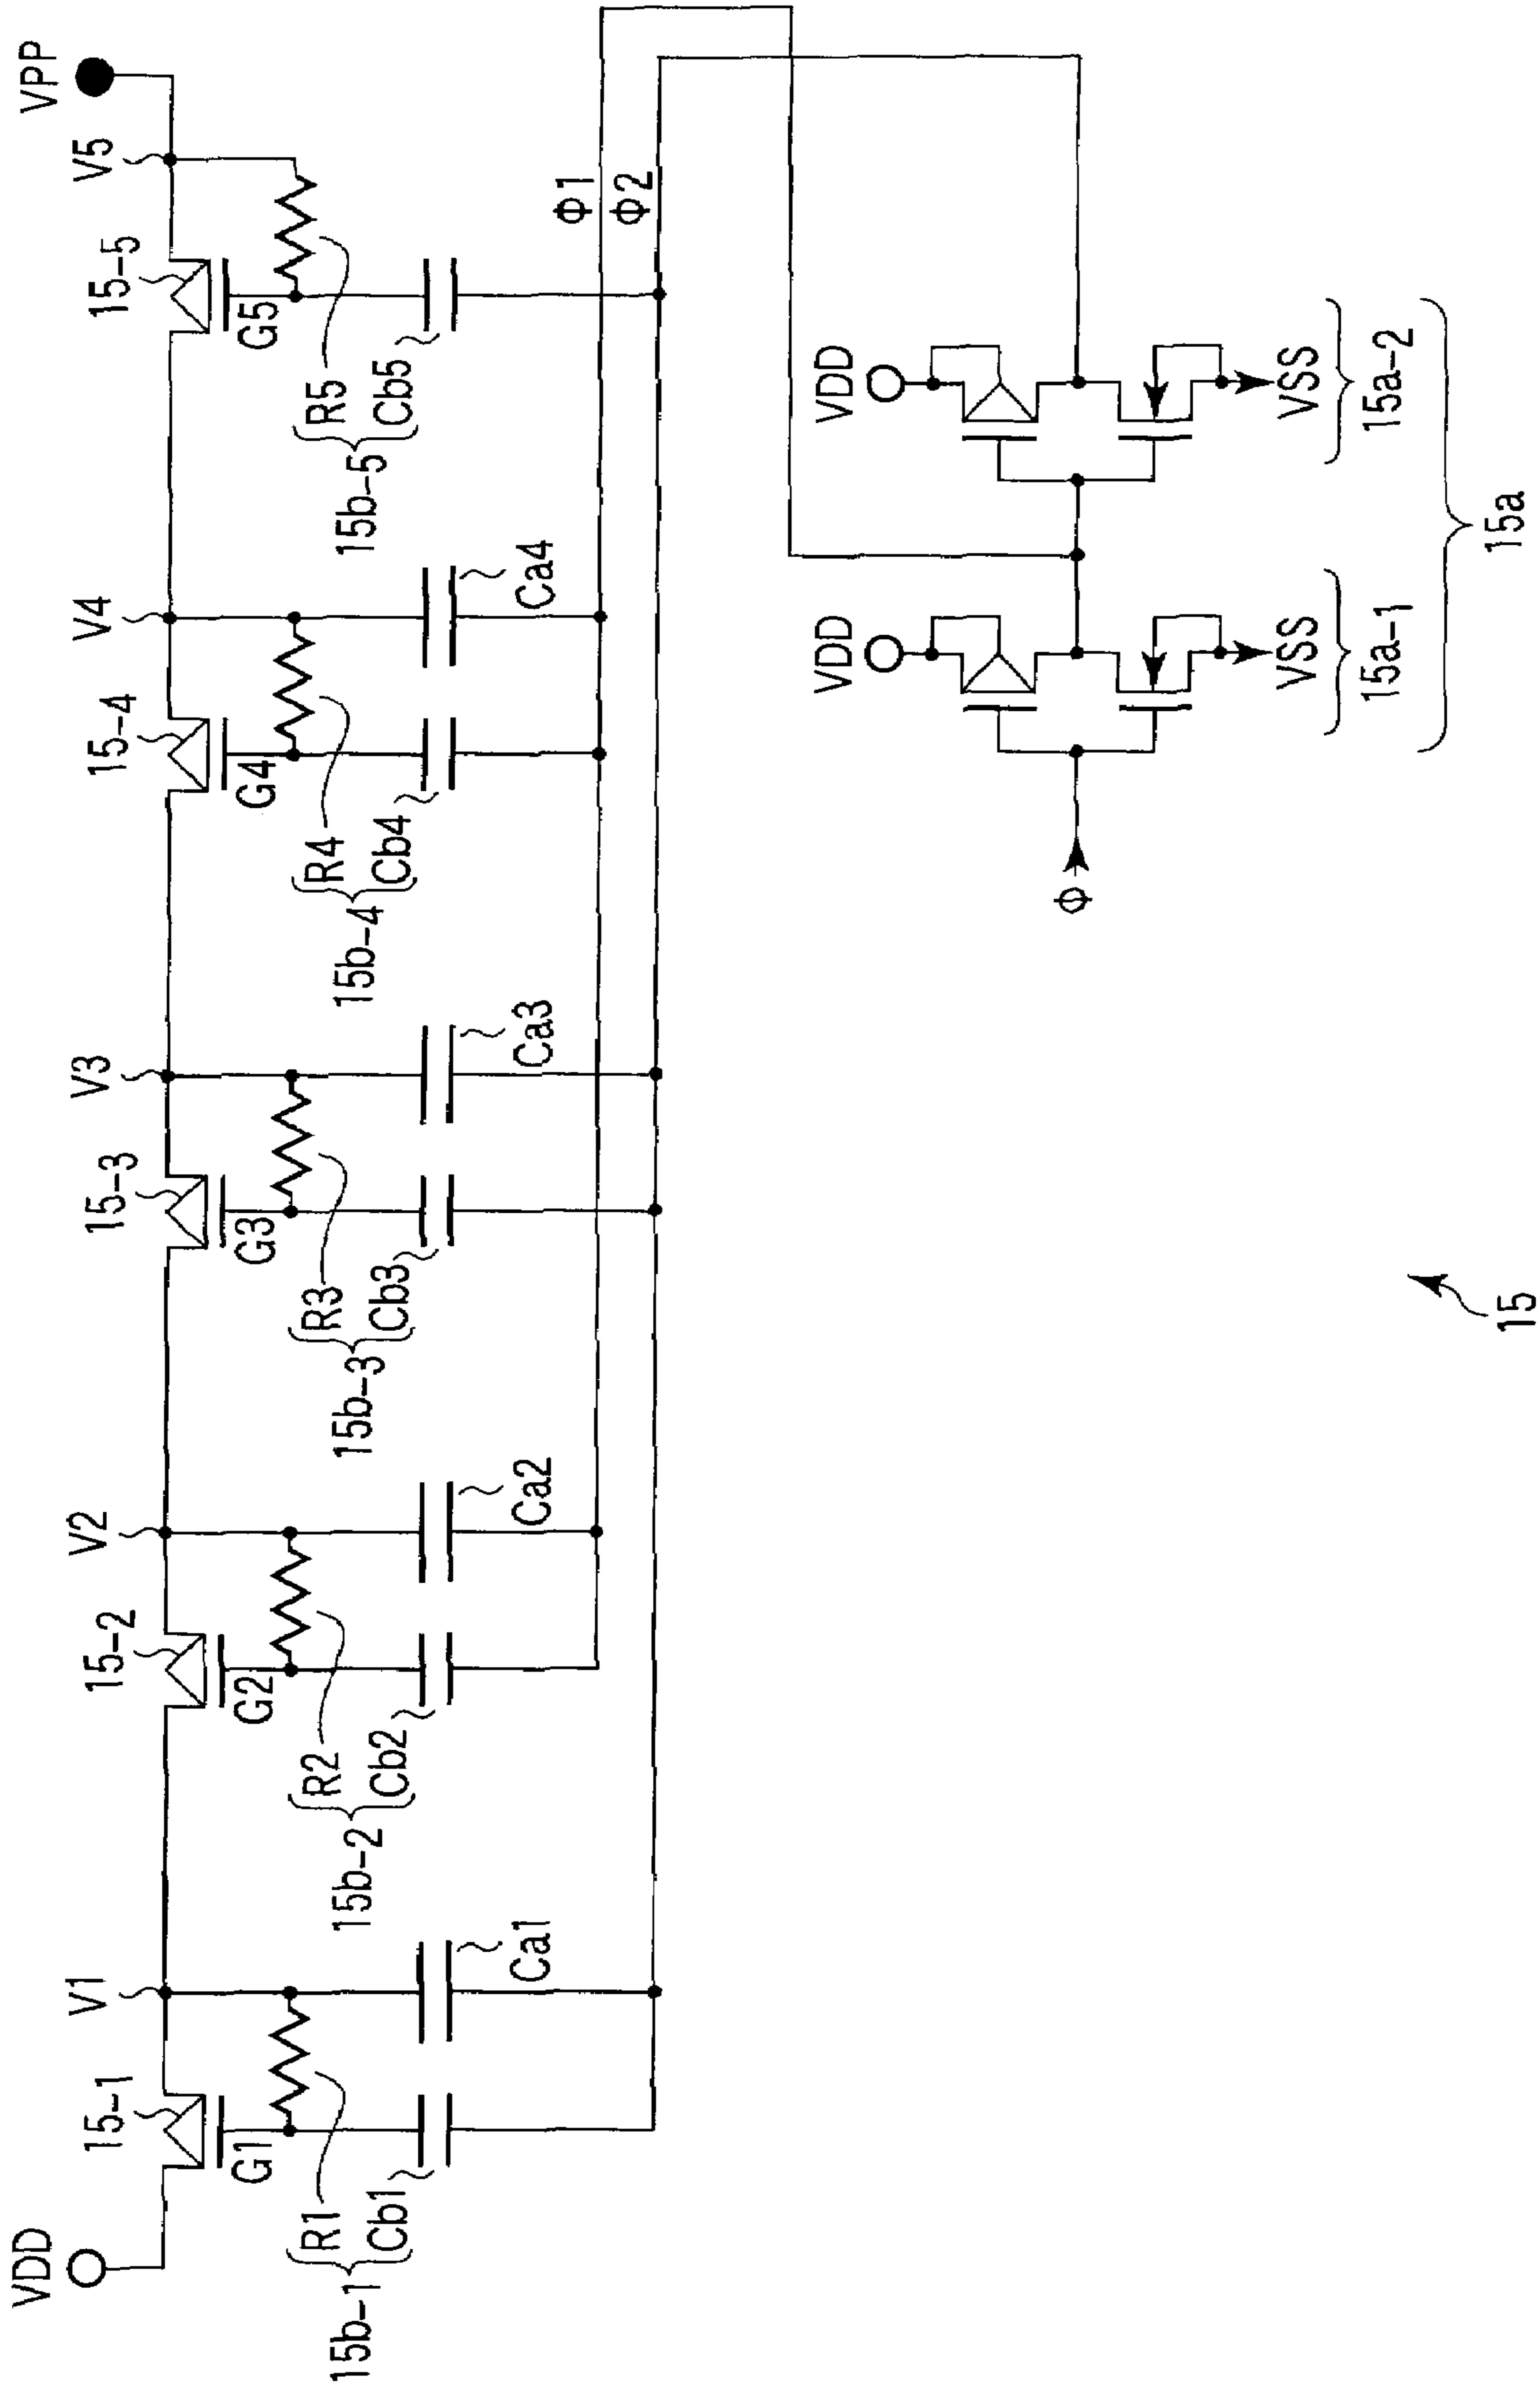 VDD
15-1
V1
15-2
V2
15-3
V3
15-4
V4
15-5
V5
VPP
G1
G2
G3
G4
G5
R1
Cb1
15b-1
Ca1
R2
Cb2
15b-2
Ca2
R3
Cb3
15b-3
Ca3
R4
Cb4
15b-4
Ca4
R5
Cb5
15b-5
Φ1
Φ2
Φ
VDD
VDD
VSS
VSS
15a-1
15a-2
15a
15